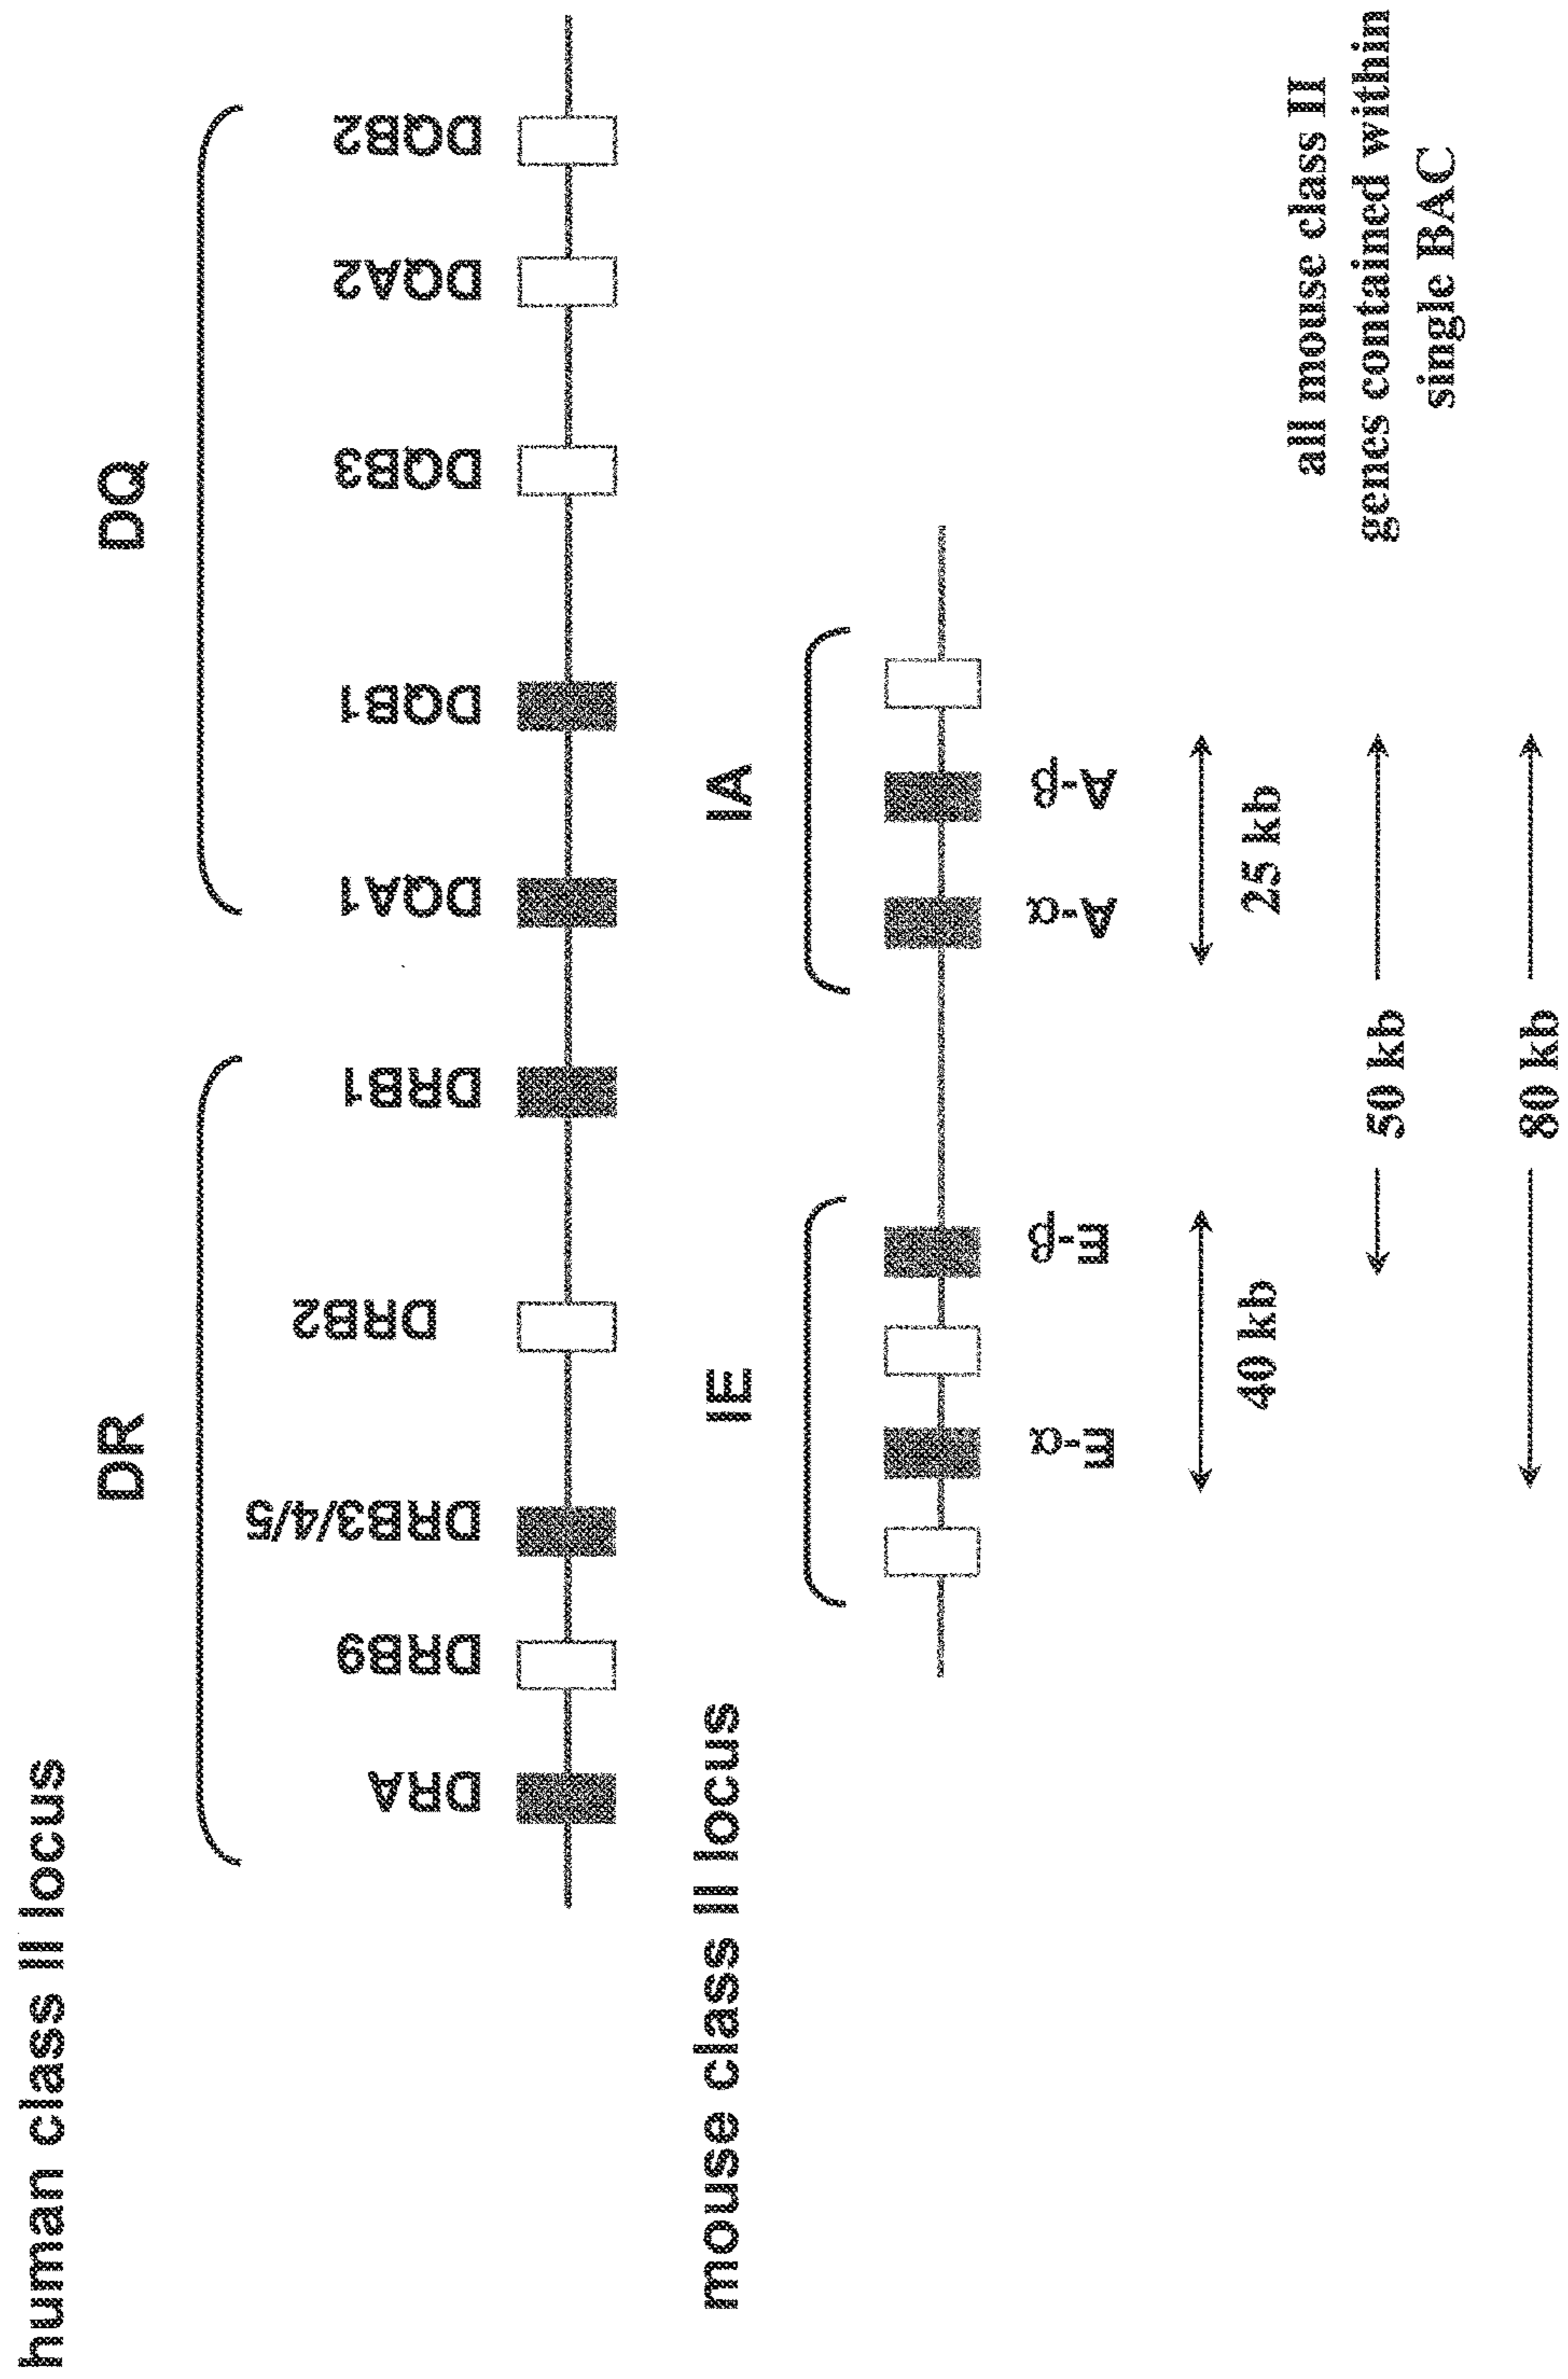 human class II locus
DR
DQ
DRA
DRB9
DRB3/4/5
DRB2
DRB1
DQA1
DQB1
DQB3
DQA2
DQB2
mouse class II locus
IE
IA
E-α
E-β
A-α
A-β
40 kb
25 kb
50 kb
80 kb
all mouse class II
genes contained within
single BAC